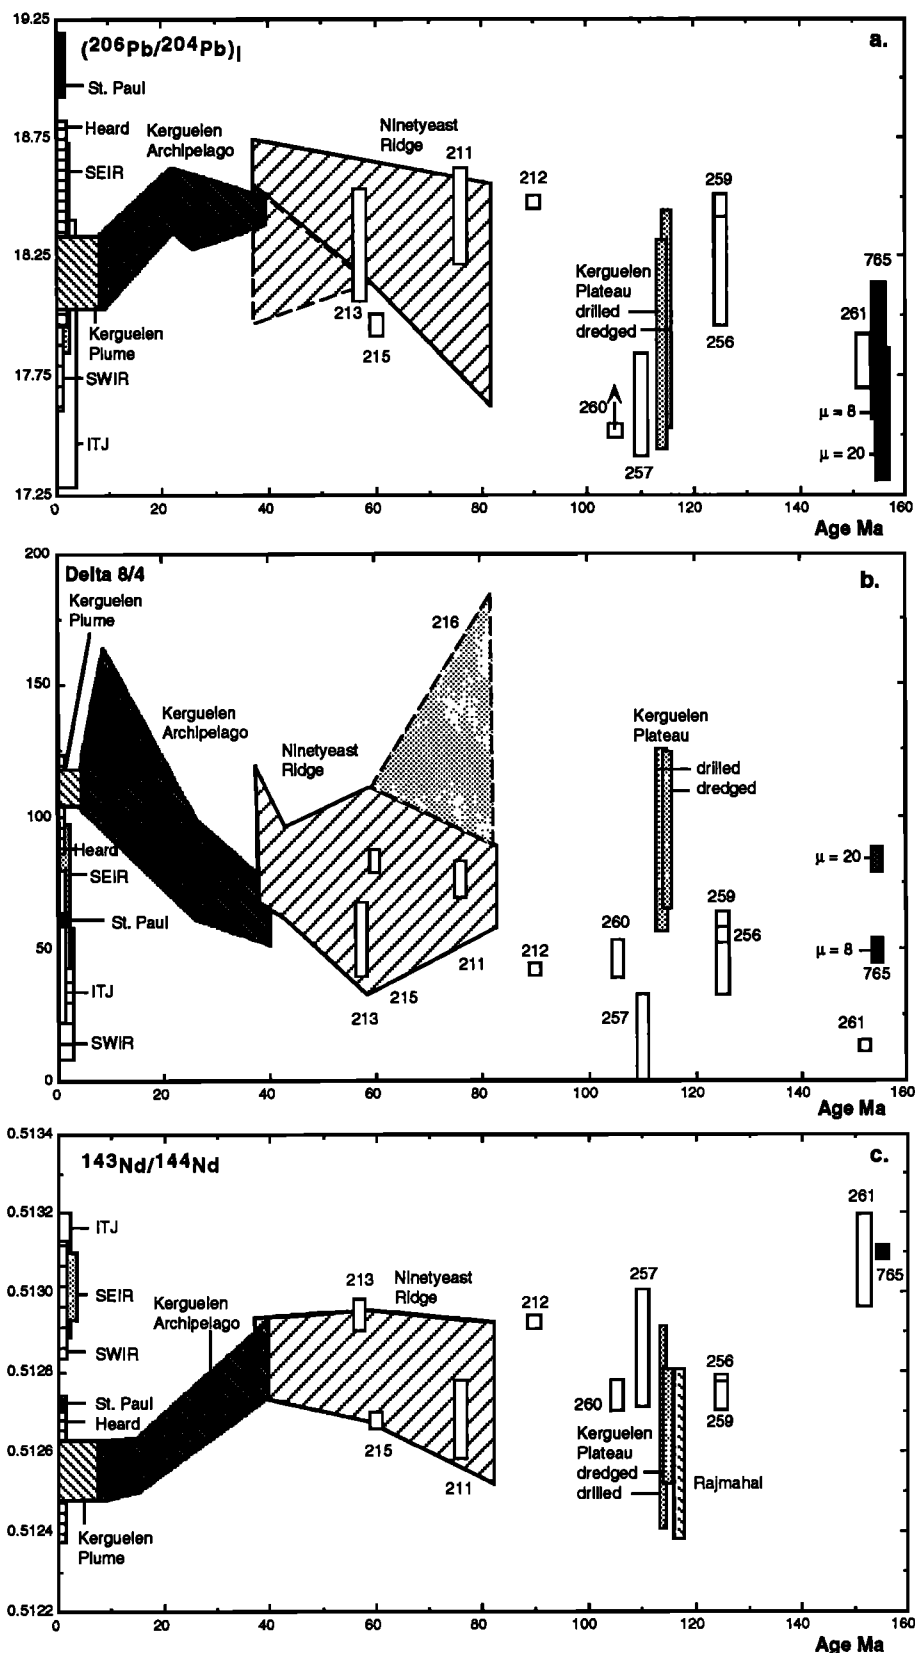 19.25
(206Pb/204Pb)I
a.
St. Paul
18.75
Heard
Kerguelen
Archipelago
Ninetyeast
Ridge
211
SEIR
212
259
18.25
765
Kerguelen
Plateau
drilled
dredged
213
261
Kerguelen
Plume
215
256
17.75
SWIR
260
μ = 8
ITJ
μ = 20
257
17.25
0
20
40
60
80
100
120
140
160
Age Ma
200
Delta 8/4
b.
Kerguelen
Plume
216
150
Kerguelen
Archipelago
Kerguelen
Plateau
Ninetyeast
Ridge
drilled
dredged
100
Heard
μ = 20
SEIR
259
St. Paul
260
256
50
212
μ = 8
211
765
ITJ
215
213
257
261
SWIR
0
0
20
40
60
80
100
120
140
160
Age Ma
0.5134
143Nd/144Nd
c.
0.5132
261
ITJ
765
213
Ninetyeast
Ridge
257
0.5130
SEIR
Kerguelen
Archipelago
212
SWIR
256
0.5128
St. Paul
260
259
Heard
Kerguelen
Plateau
dredged
drilled
0.5126
215
211
Rajmahal
0.5124
Kerguelen
Plume
0.5122
0
20
40
60
80
100
120
140
160
Age Ma